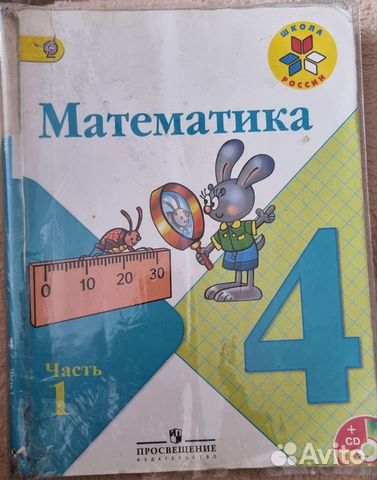 ШКОЛА
РОССИИ
Математика
0 10 20 30
4
Часть
1
ПРОСВЕЩЕНИЕ
ИЗДАТЕЛЬСТВО
+
CD
Avito